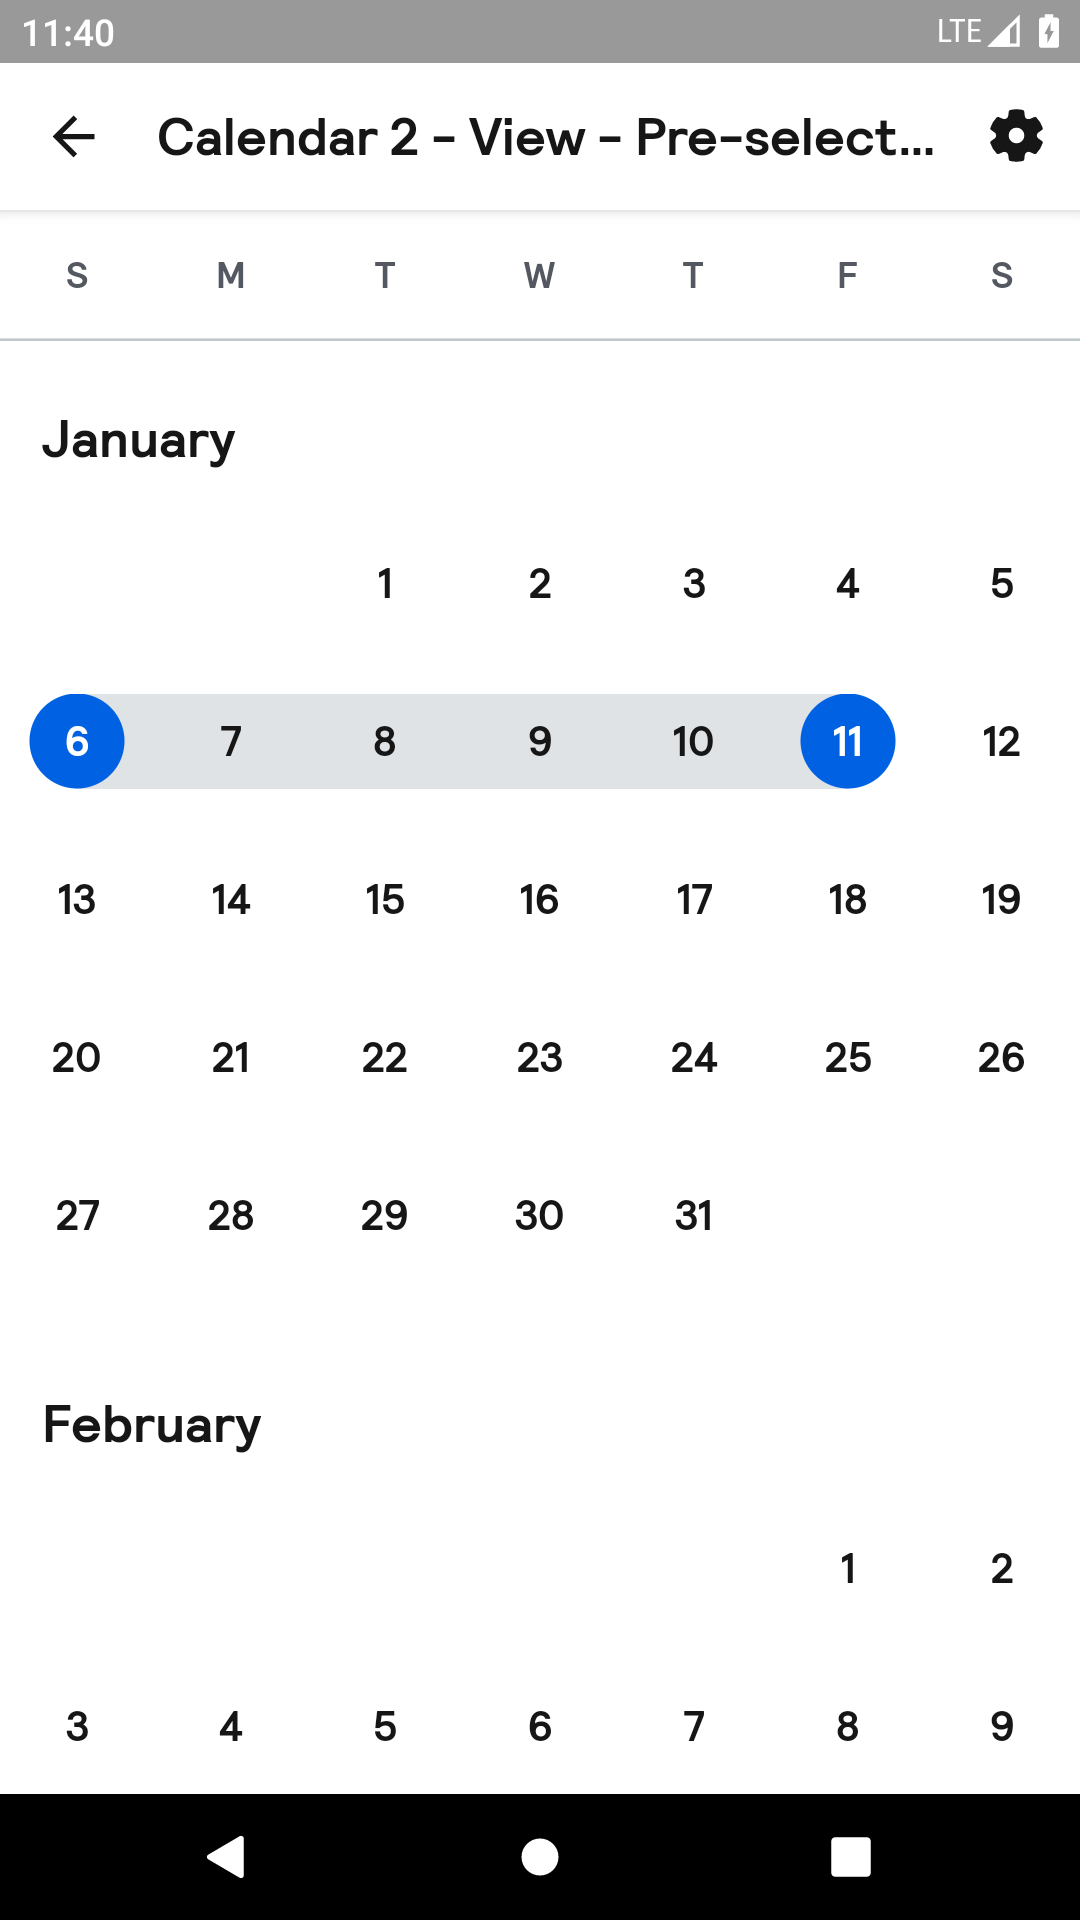 11:40 LTE
Calendar 2 - View - Pre-select...
S M T W T F S
January
1 2 3 4 5
6 7 8 9 10 11 12
13 14 15 16 17 18 19
20 21 22 23 24 25 26
27 28 29 30 31
February
1 2
3 4 5 6 7 8 9